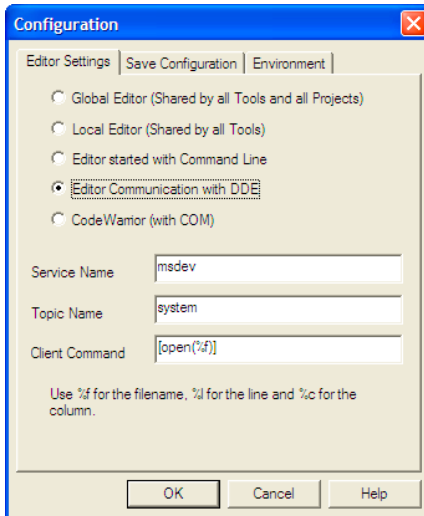 Configuration
Editor Settings Save Configuration Environment
Global Editor (Shared by all Tools and all Projects)
Local Editor (Shared by all Tools)
Editor started with Command Line
Editor Communication with DDE
CodeWarrior (with COM)
Service Name msdev
Topic Name system
Client Command [open(%f)]
Use %f for the filename, %l for the line and %c for the
column.
OK Cancel Help